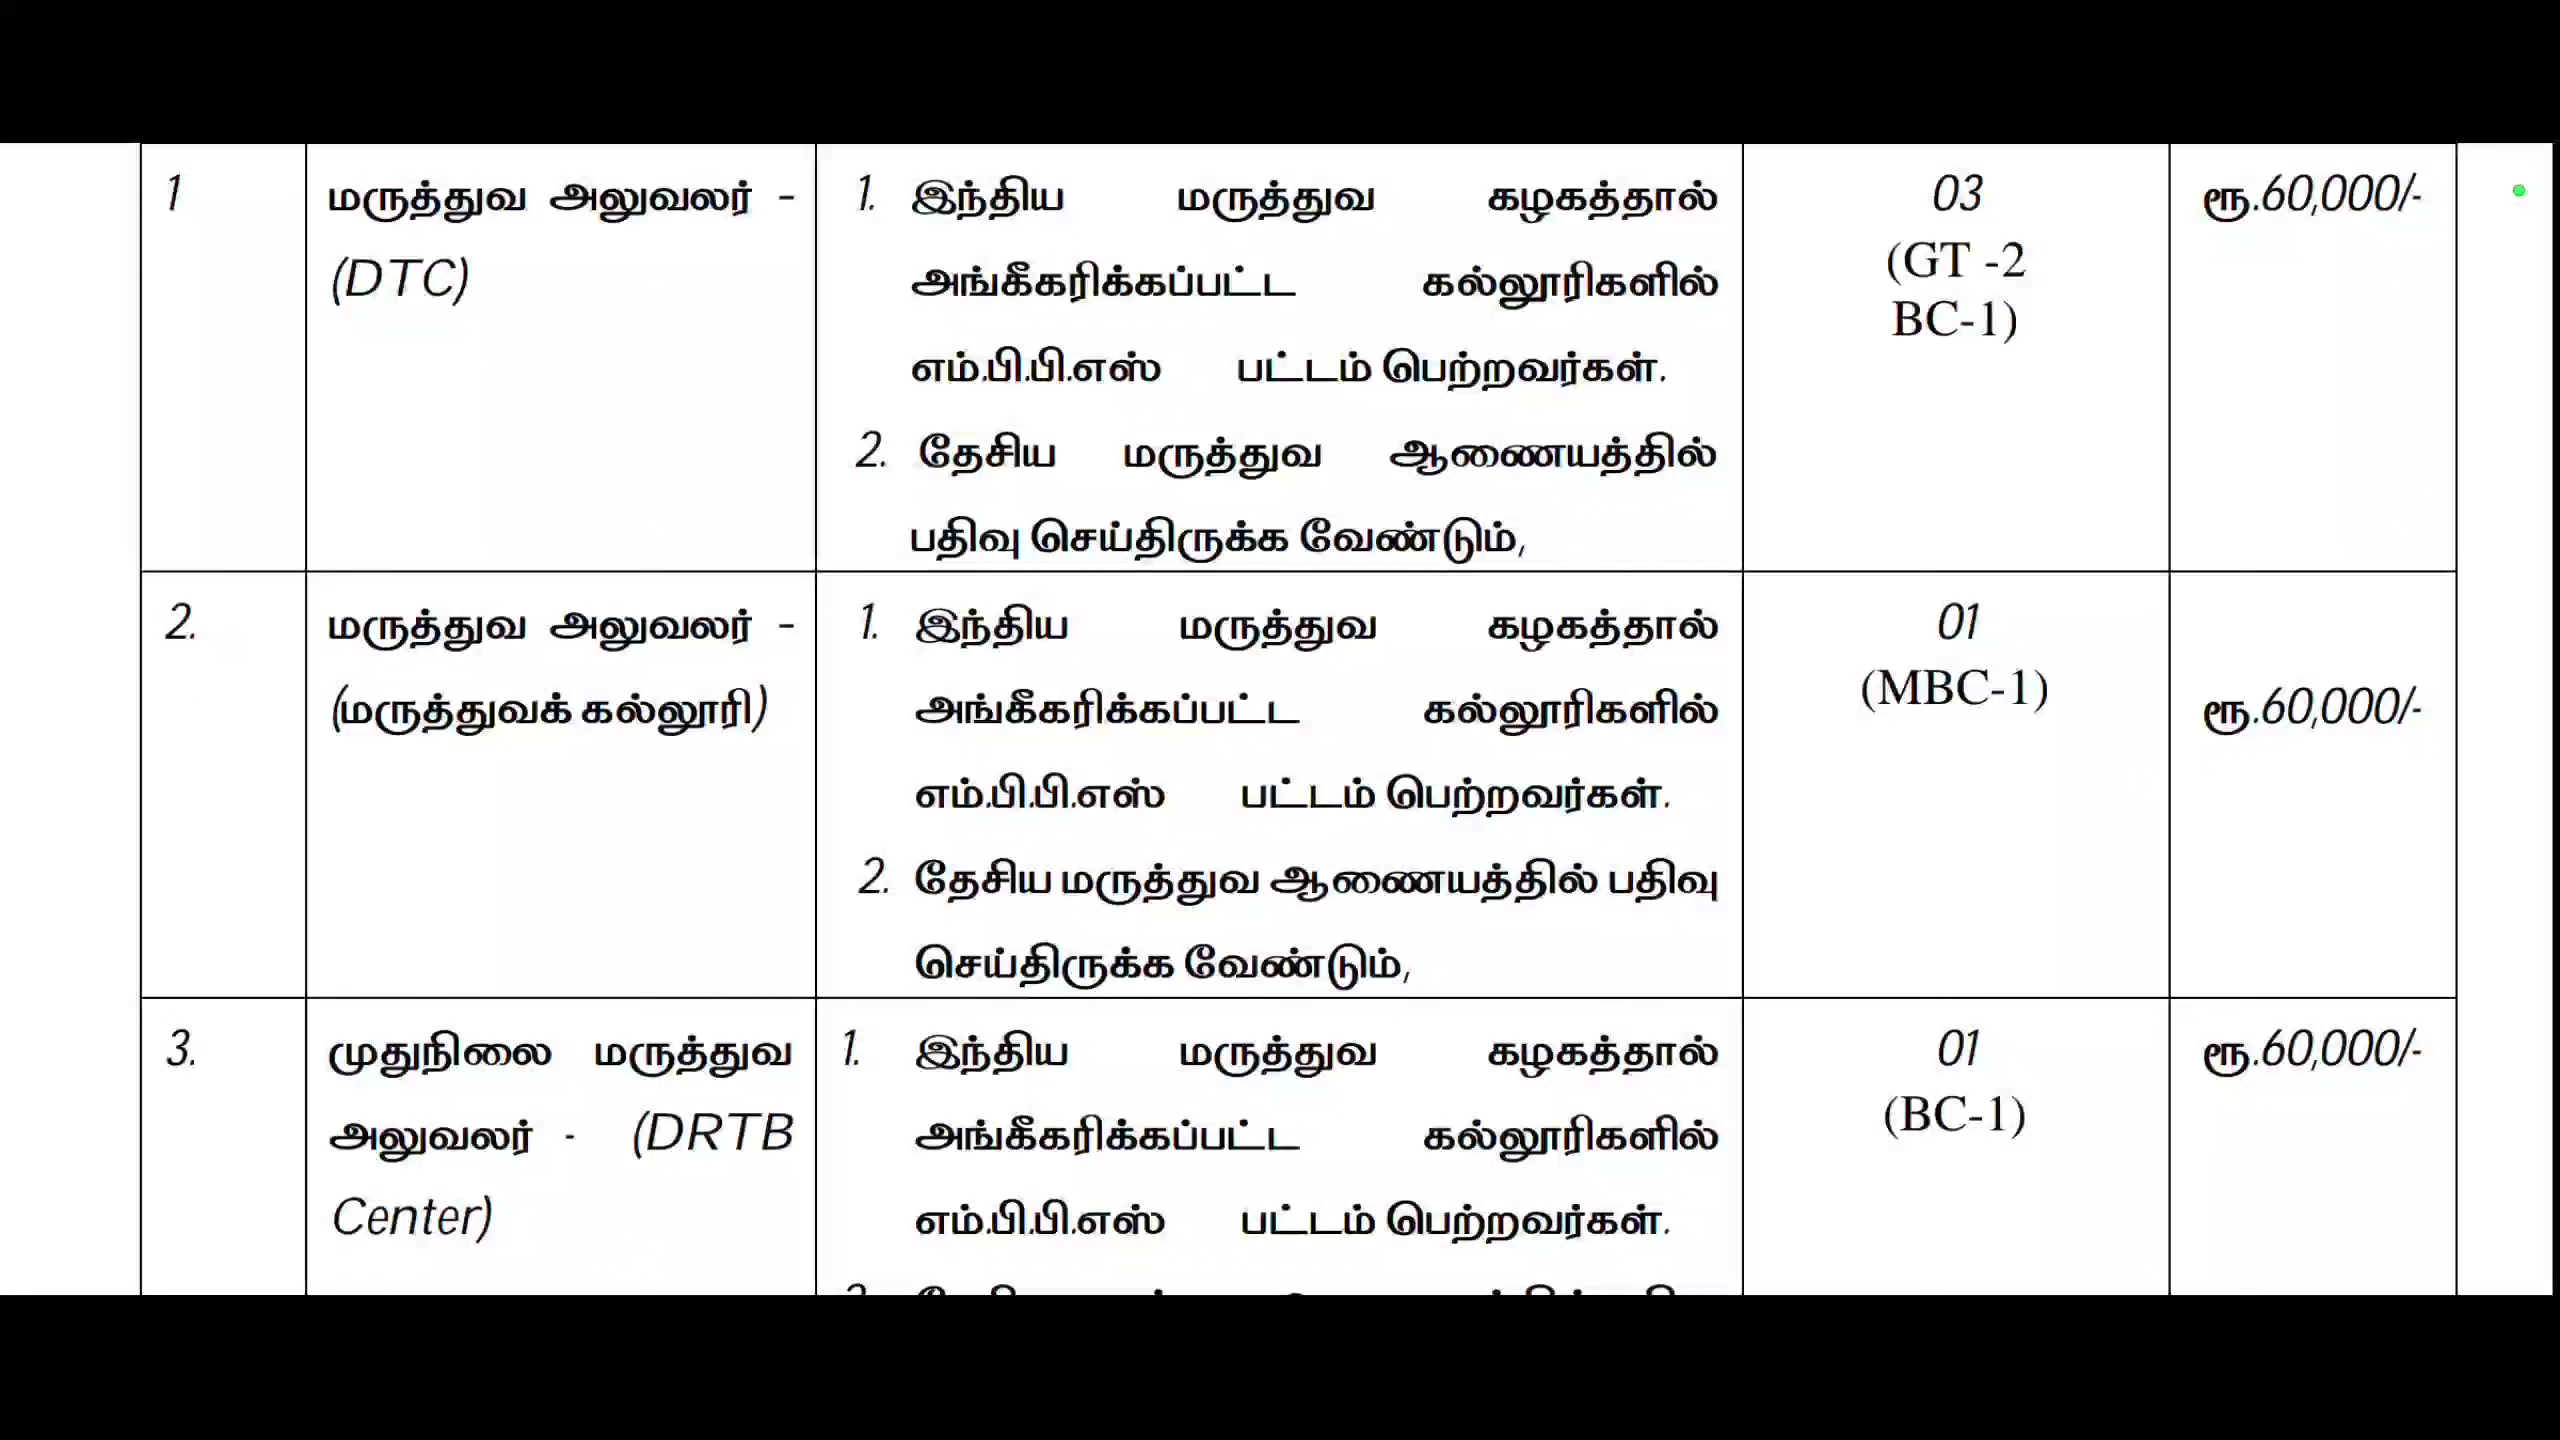 1
மருத்துவ அலுவலர் –
(DTC)
1. இந்திய மருத்துவ கழகத்தால்
அங்கீகரிக்கப்பட்ட கல்லூரிகளில்
எம்.பி.பி.எஸ் பட்டம் பெற்றவர்கள்.
2. தேசிய மருத்துவ ஆணையத்தில்
பதிவு செய்திருக்க வேண்டும்,
03
(GT -2
BC-1)
ரூ.60,000/-
2.
மருத்துவ அலுவலர் –
(மருத்துவக் கல்லூரி)
1. இந்திய மருத்துவ கழகத்தால்
அங்கீகரிக்கப்பட்ட கல்லூரிகளில்
எம்.பி.பி.எஸ் பட்டம் பெற்றவர்கள்.
2. தேசிய மருத்துவ ஆணையத்தில் பதிவு
செய்திருக்க வேண்டும்,
01
(MBC-1)
ரூ.60,000/-
3.
முதுநிலை மருத்துவ
அலுவலர் - (DRTB
Center)
1. இந்திய மருத்துவ கழகத்தால்
அங்கீகரிக்கப்பட்ட கல்லூரிகளில்
எம்.பி.பி.எஸ் பட்டம் பெற்றவர்கள்.
01
(BC-1)
ரூ.60,000/-